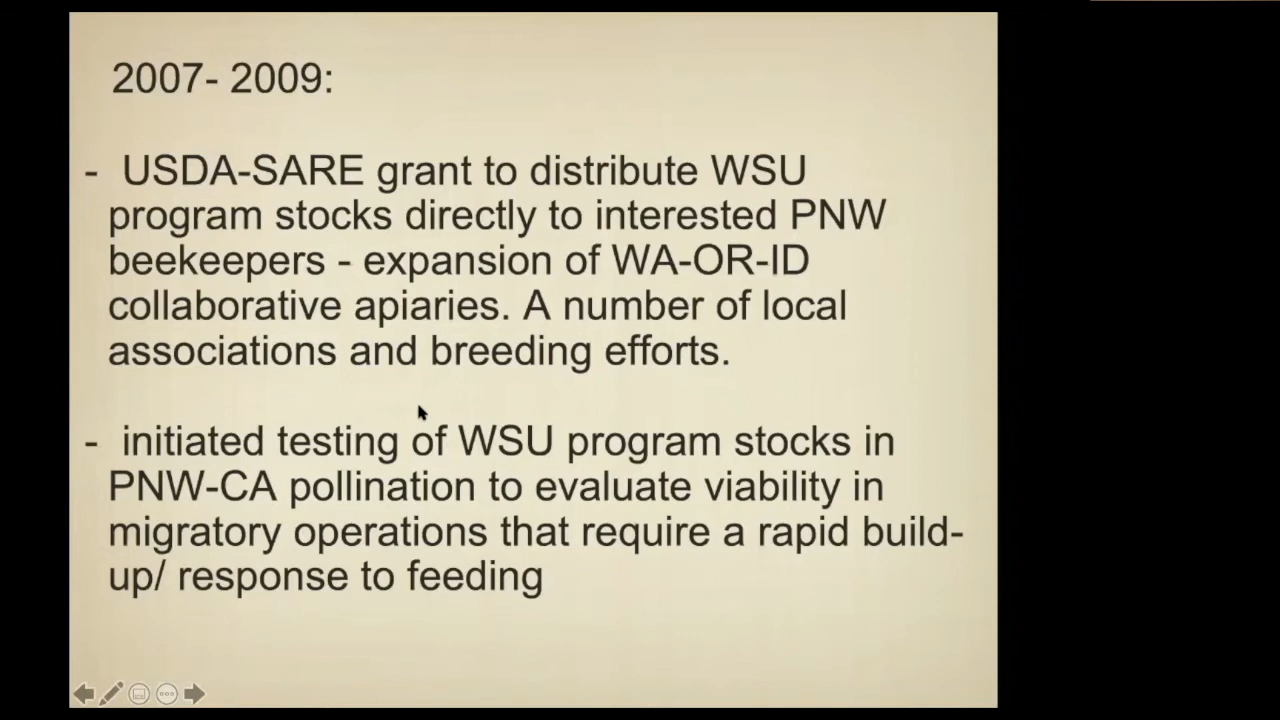 2007- 2009:
- USDA-SARE grant to distribute WSU
program stocks directly to interested PNW
beekeepers - expansion of WA-OR-ID
collaborative apiaries. A number of local
associations and breeding efforts.
- initiated testing of WSU program stocks in
PNW-CA pollination to evaluate viability in
migratory operations that require a rapid build-
up/ response to feeding